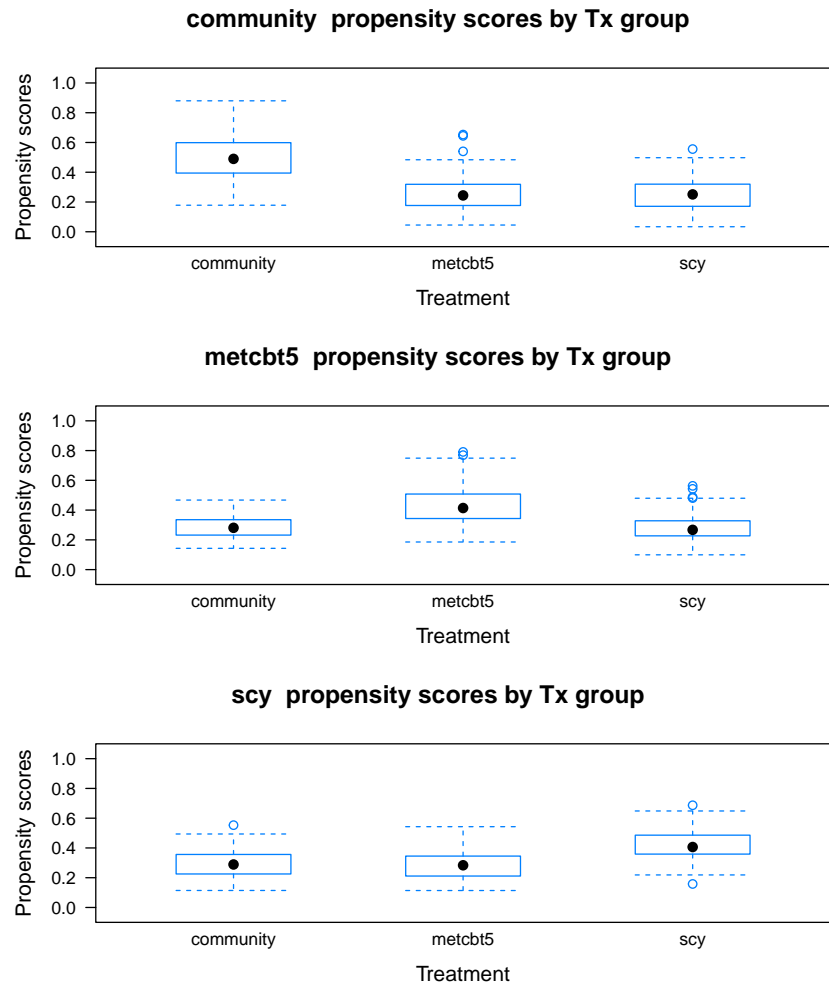 community propensity scores by Tx group
Propensity scores
1.0
0.8
0.6
0.4
0.2
0.0
community metcbt5 scy
Treatment
metcbt5 propensity scores by Tx group
Propensity scores
1.0
0.8
0.6
0.4
0.2
0.0
community metcbt5 scy
Treatment
scy propensity scores by Tx group
Propensity scores
1.0
0.8
0.6
0.4
0.2
0.0
community metcbt5 scy
Treatment